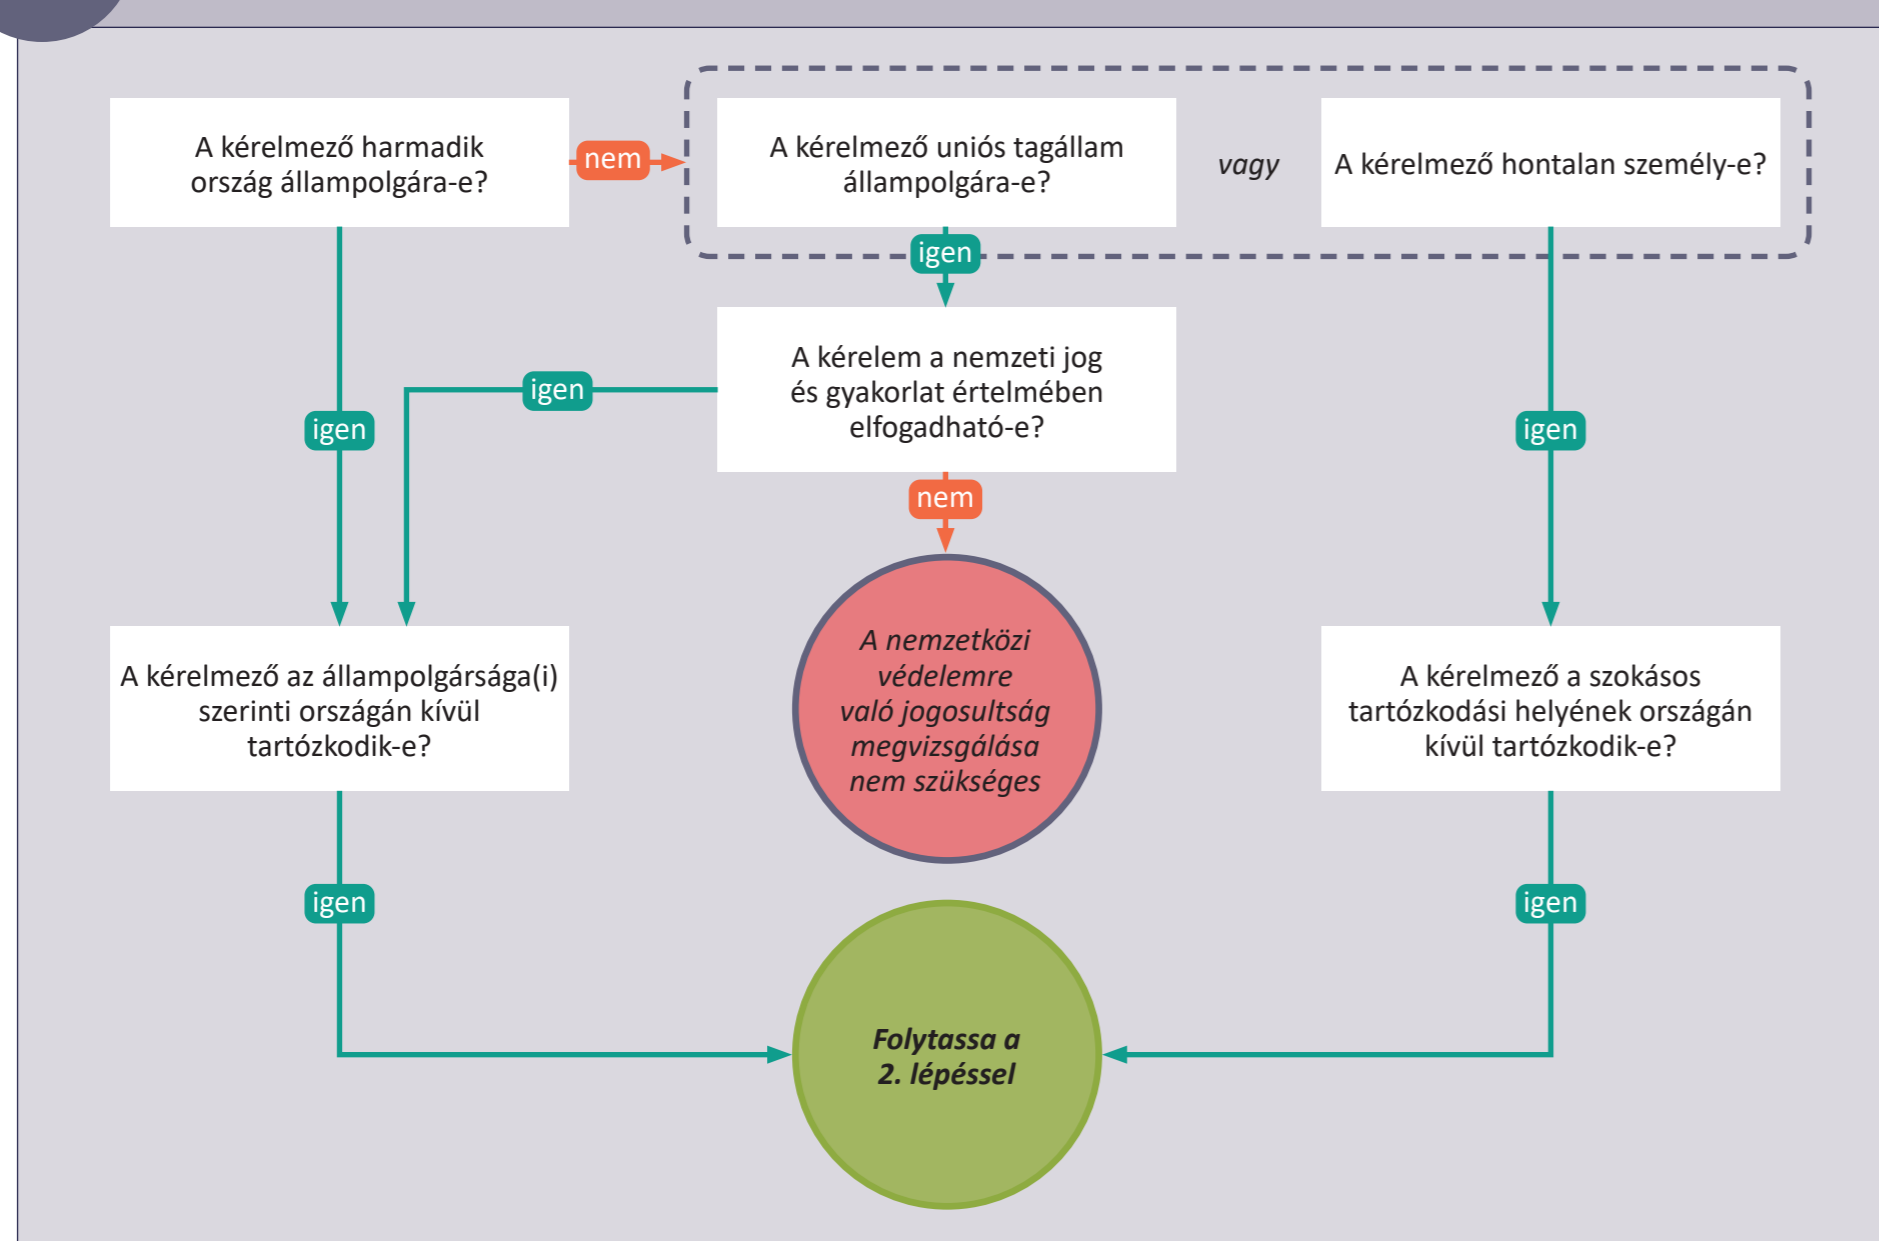 A kérelmező harmadik
ország állampolgára-e?
nem
A kérelmező uniós tagállam
állampolgára-e?
vagy
A kérelmező hontalan személy-e?
igen
A kérelem a nemzeti jog
és gyakorlat értelmében
elfogadható-e?
igen
igen
igen
nem
A kérelmező az állampolgársága(i)
szerinti országán kívül
tartózkodik-e?
A nemzetközi
védelemre
való jogosultság
megvizsgálása
nem szükséges
A kérelmező a szokásos
tartózkodási helyének országán
kívül tartózkodik-e?
igen
igen
Folytassa a
2. lépéssel